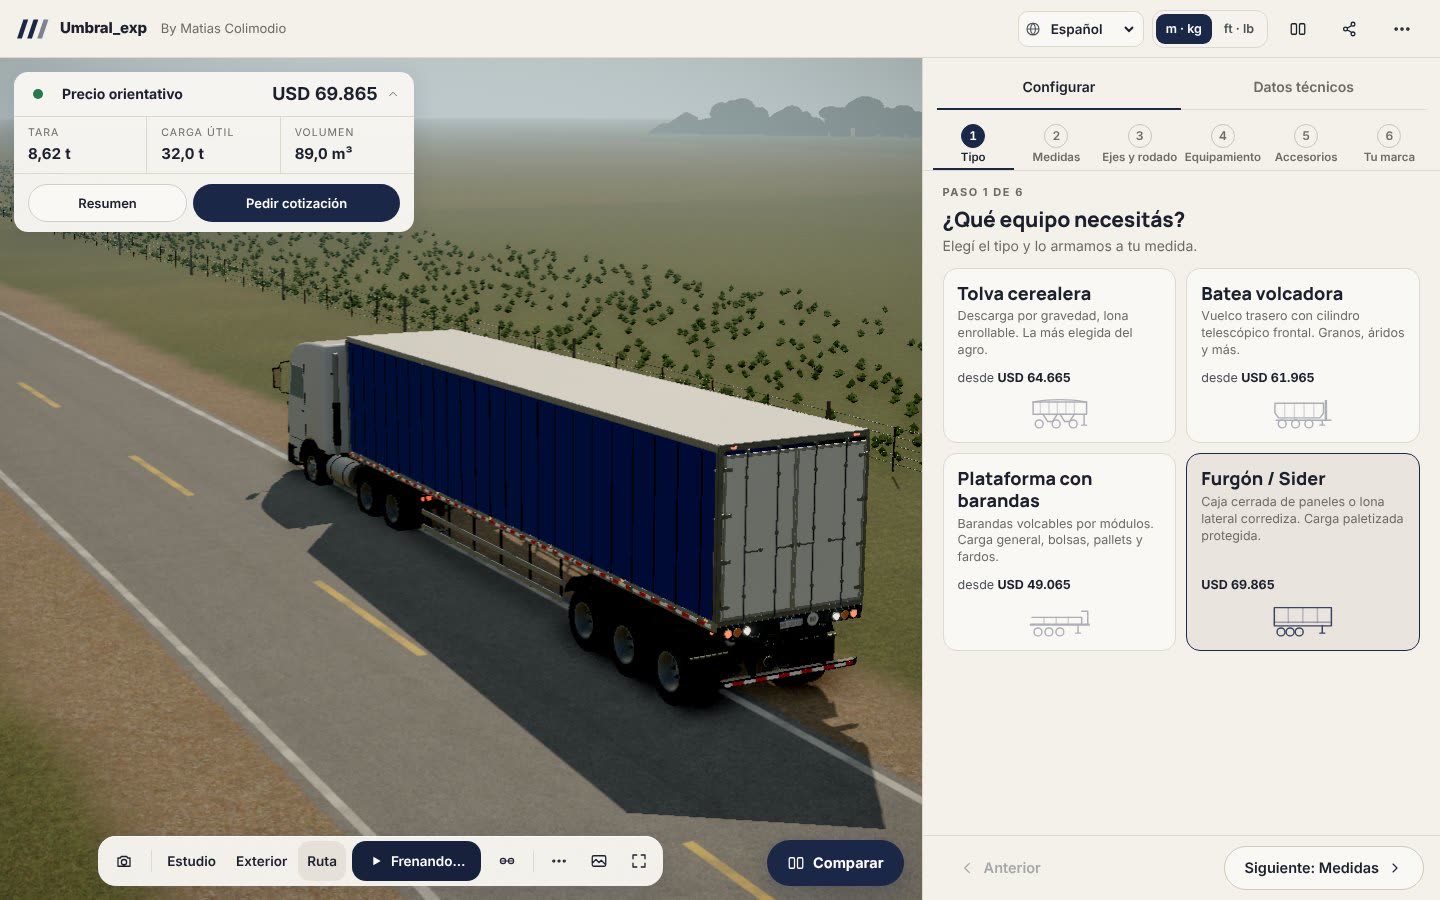 Umbral_exp By Matias Colimodio
Español
m · kg ft · lb
Precio orientativo USD 69.865
TARA CARGA ÚTIL VOLUMEN
8,62 t 32,0 t 89,0 m³
Resumen Pedir cotización
Estudio Exterior Ruta Frenando... Comparar
Configurar Datos técnicos
1 2 3 4 5 6
Tipo Medidas Ejes y rodado Equipamiento Accesorios Tu marca
PASO 1 DE 6
¿Qué equipo necesitás?
Elegí el tipo y lo armamos a tu medida.
Tolva cerealera
Descarga por gravedad, lona
enrollable. La más elegida del
agro.
desde USD 64.665
Batea volcadora
Vuelco trasero con cilindro
telescópico frontal. Granos, áridos
y más.
desde USD 61.965
Plataforma con
barandas
Barandas volcables por módulos.
Carga general, bolsas, pallets y
fardos.
desde USD 49.065
Furgón / Sider
Caja cerrada de paneles o lona
lateral corrediza. Carga paletizada
protegida.
USD 69.865
Anterior Siguiente: Medidas